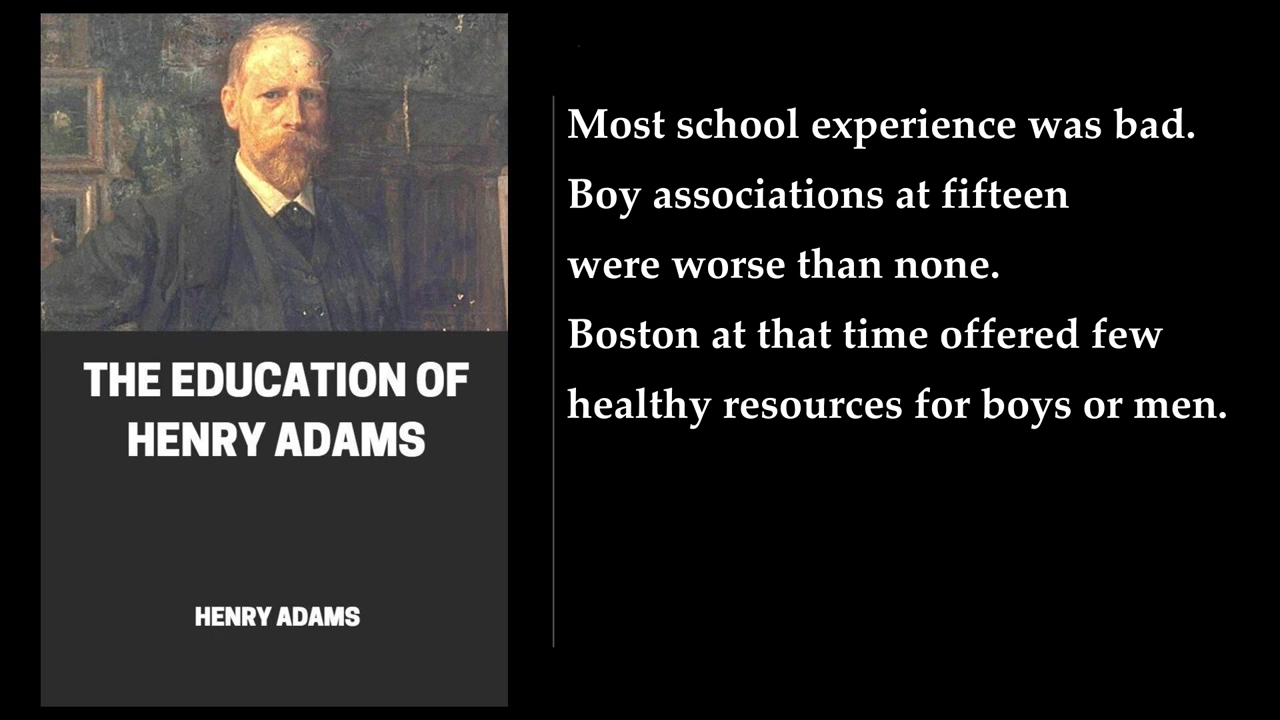 THE EDUCATION OF
HENRY ADAMS
HENRY ADAMS
Most school experience was bad.
Boy associations at fifteen
were worse than none.
Boston at that time offered few
healthy resources for boys or men.